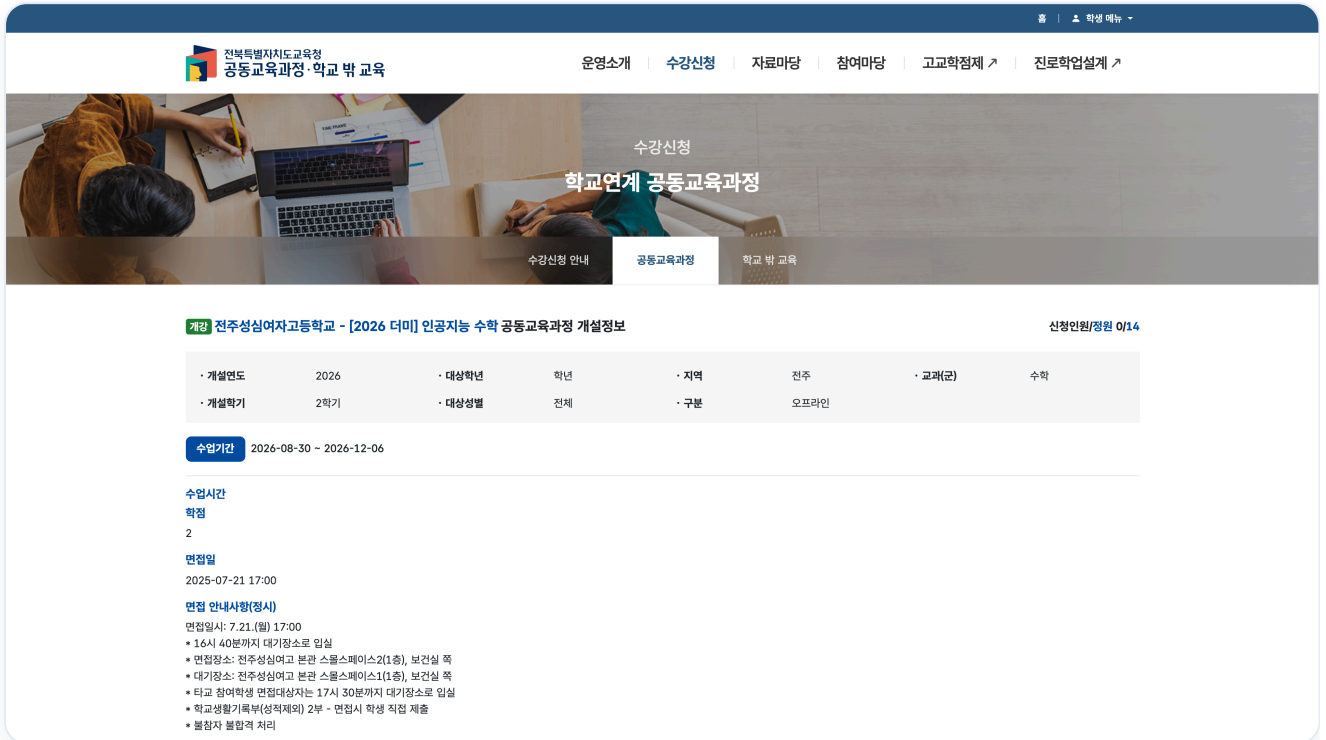 홈 | 학생 메뉴
전북특별자치도교육청
공동교육과정·학교 밖 교육
운영소개 수강신청 자료마당 참여마당 고교학점제 ↗ 진로학업설계 ↗
FINAL PROJECT
TIME FRAME
수강신청
학교연계 공동교육과정
수강신청 안내 공동교육과정 학교 밖 교육
개강 전주성심여자고등학교 - [2026 더미] 인공지능 수학 공동교육과정 개설정보 신청인원/정원 0/14
· 개설연도 2026 · 대상학년 학년 · 지역 전주 · 교과(군) 수학
· 개설학기 2학기 · 대상성별 전체 · 구분 오프라인
수업기간 2026-08-30 ~ 2026-12-06
수업시간
학점
2
면접일
2025-07-21 17:00
면접 안내사항(정시)
면접일시: 7.21.(월) 17:00
* 16시 40분까지 대기장소로 입실
* 면접장소: 전주성심여고 본관 스몰스페이스2(1층), 보건실 쪽
* 대기장소: 전주성심여고 본관 스몰스페이스1(1층), 보건실 쪽
* 타교 참여학생 면접대상자는 17시 30분까지 대기장소로 입실
* 학교생활기록부(성적제외) 2부 - 면접시 학생 직접 제출
* 불참자 불합격 처리